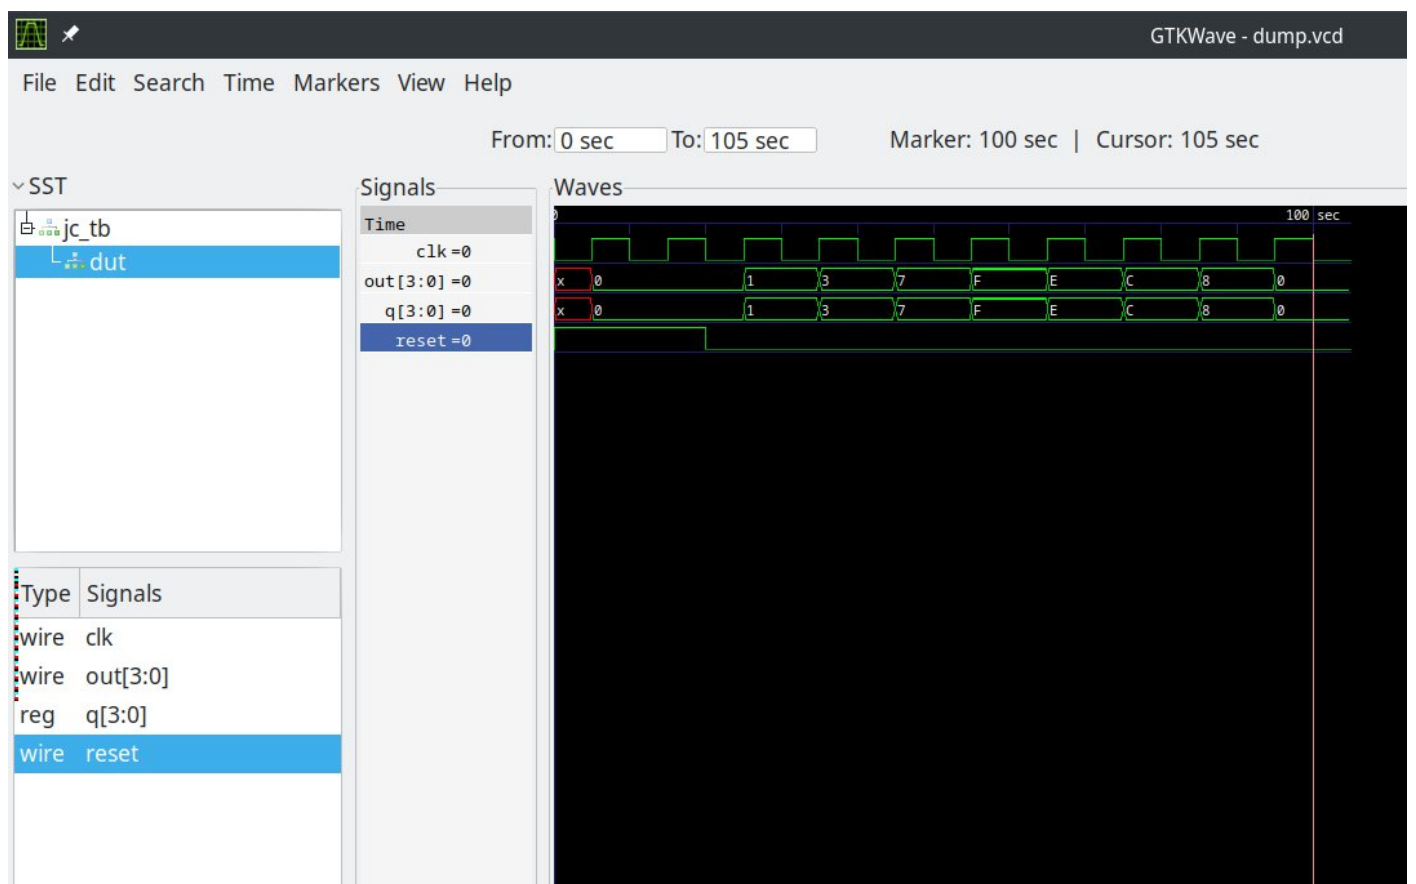 GTKWave - dump.vcd
File Edit Search Time Markers View Help
From: 0 sec To: 105 sec Marker: 100 sec | Cursor: 105 sec
SST
jc_tb
dut
Type Signals
wire clk
wire out[3:0]
reg q[3:0]
wire reset
Signals
Time
clk =0
out[3:0] =0
q[3:0] =0
reset =0
Waves
0 100 sec
x 0 1 3 7 F E C 8 0
x 0 1 3 7 F E C 8 0